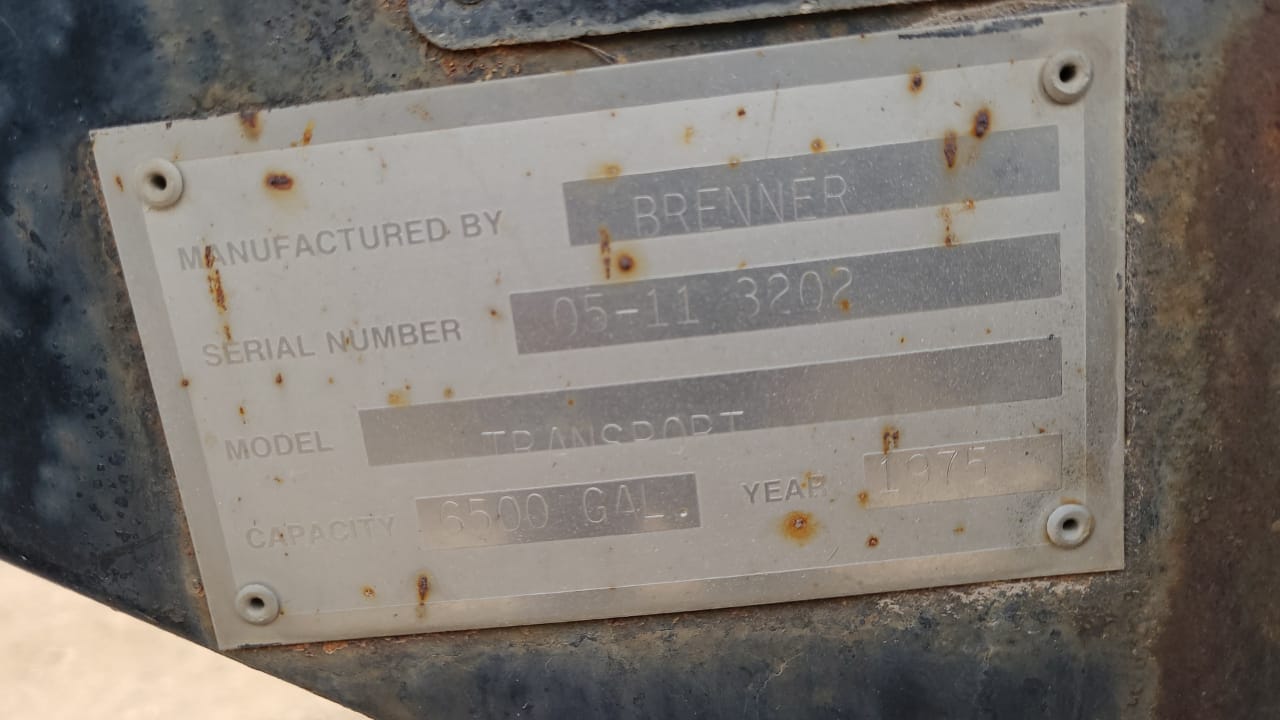 MANUFACTURED BY BRENNER
SERIAL NUMBER 05-11 3202
MODEL TRANSPORT
CAPACITY 6500 GAL. YEAR 1975